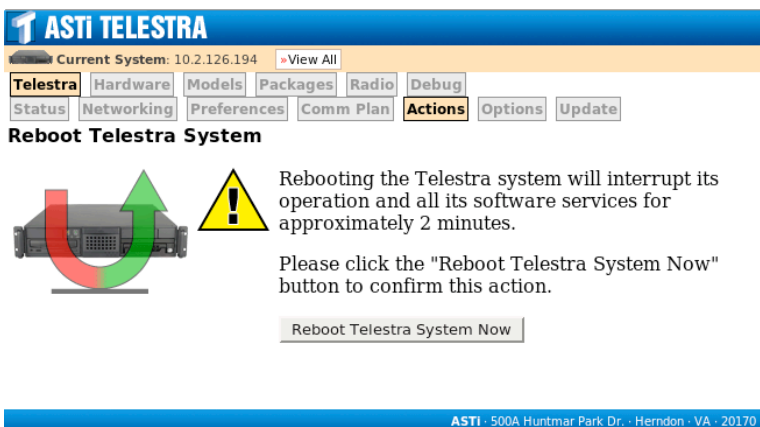 ASTi TELESTRA
Current System: 10.2.126.194 »View All
Telestra Hardware Models Packages Radio Debug
Status Networking Preferences Comm Plan Actions Options Update
Reboot Telestra System
Rebooting the Telestra system will interrupt its
operation and all its software services for
approximately 2 minutes.
Please click the "Reboot Telestra System Now"
button to confirm this action.
Reboot Telestra System Now
ASTi · 500A Huntmar Park Dr. · Herndon · VA · 20170